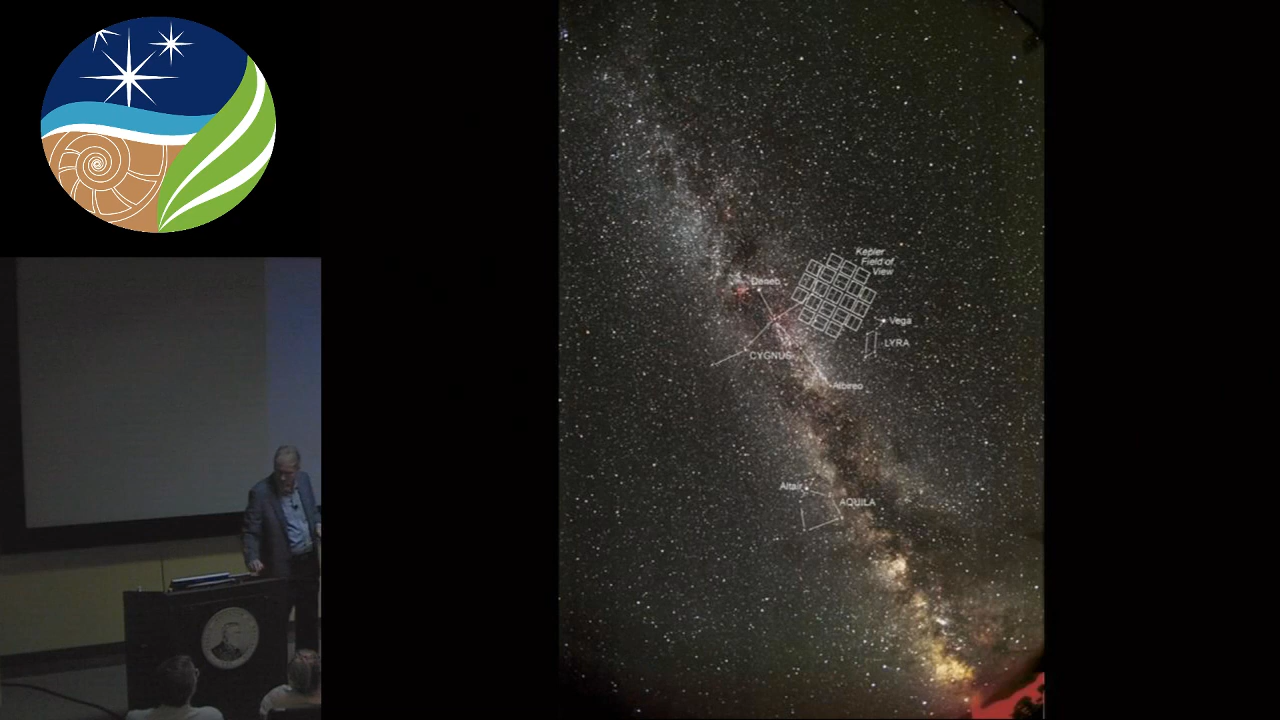 Kepler
Field of
View
Deneb
Vega
LYRA
CYGNUS
Albireo
Altair
AQUILA